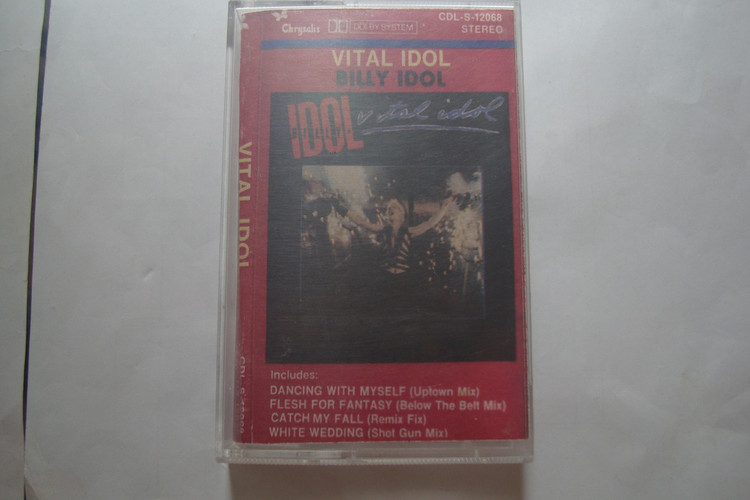 Chrysalis DOLBY SYSTEM CDL-S-12068
STEREO
VITAL IDOL
BILLY IDOL
IDOL vital idol
Includes:
DANCING WITH MYSELF (Uptown Mix)
FLESH FOR FANTASY (Below The Belt Mix)
CATCH MY FALL (Remix Fix)
WHITE WEDDING (Shot Gun Mix)
VITAL IDOL